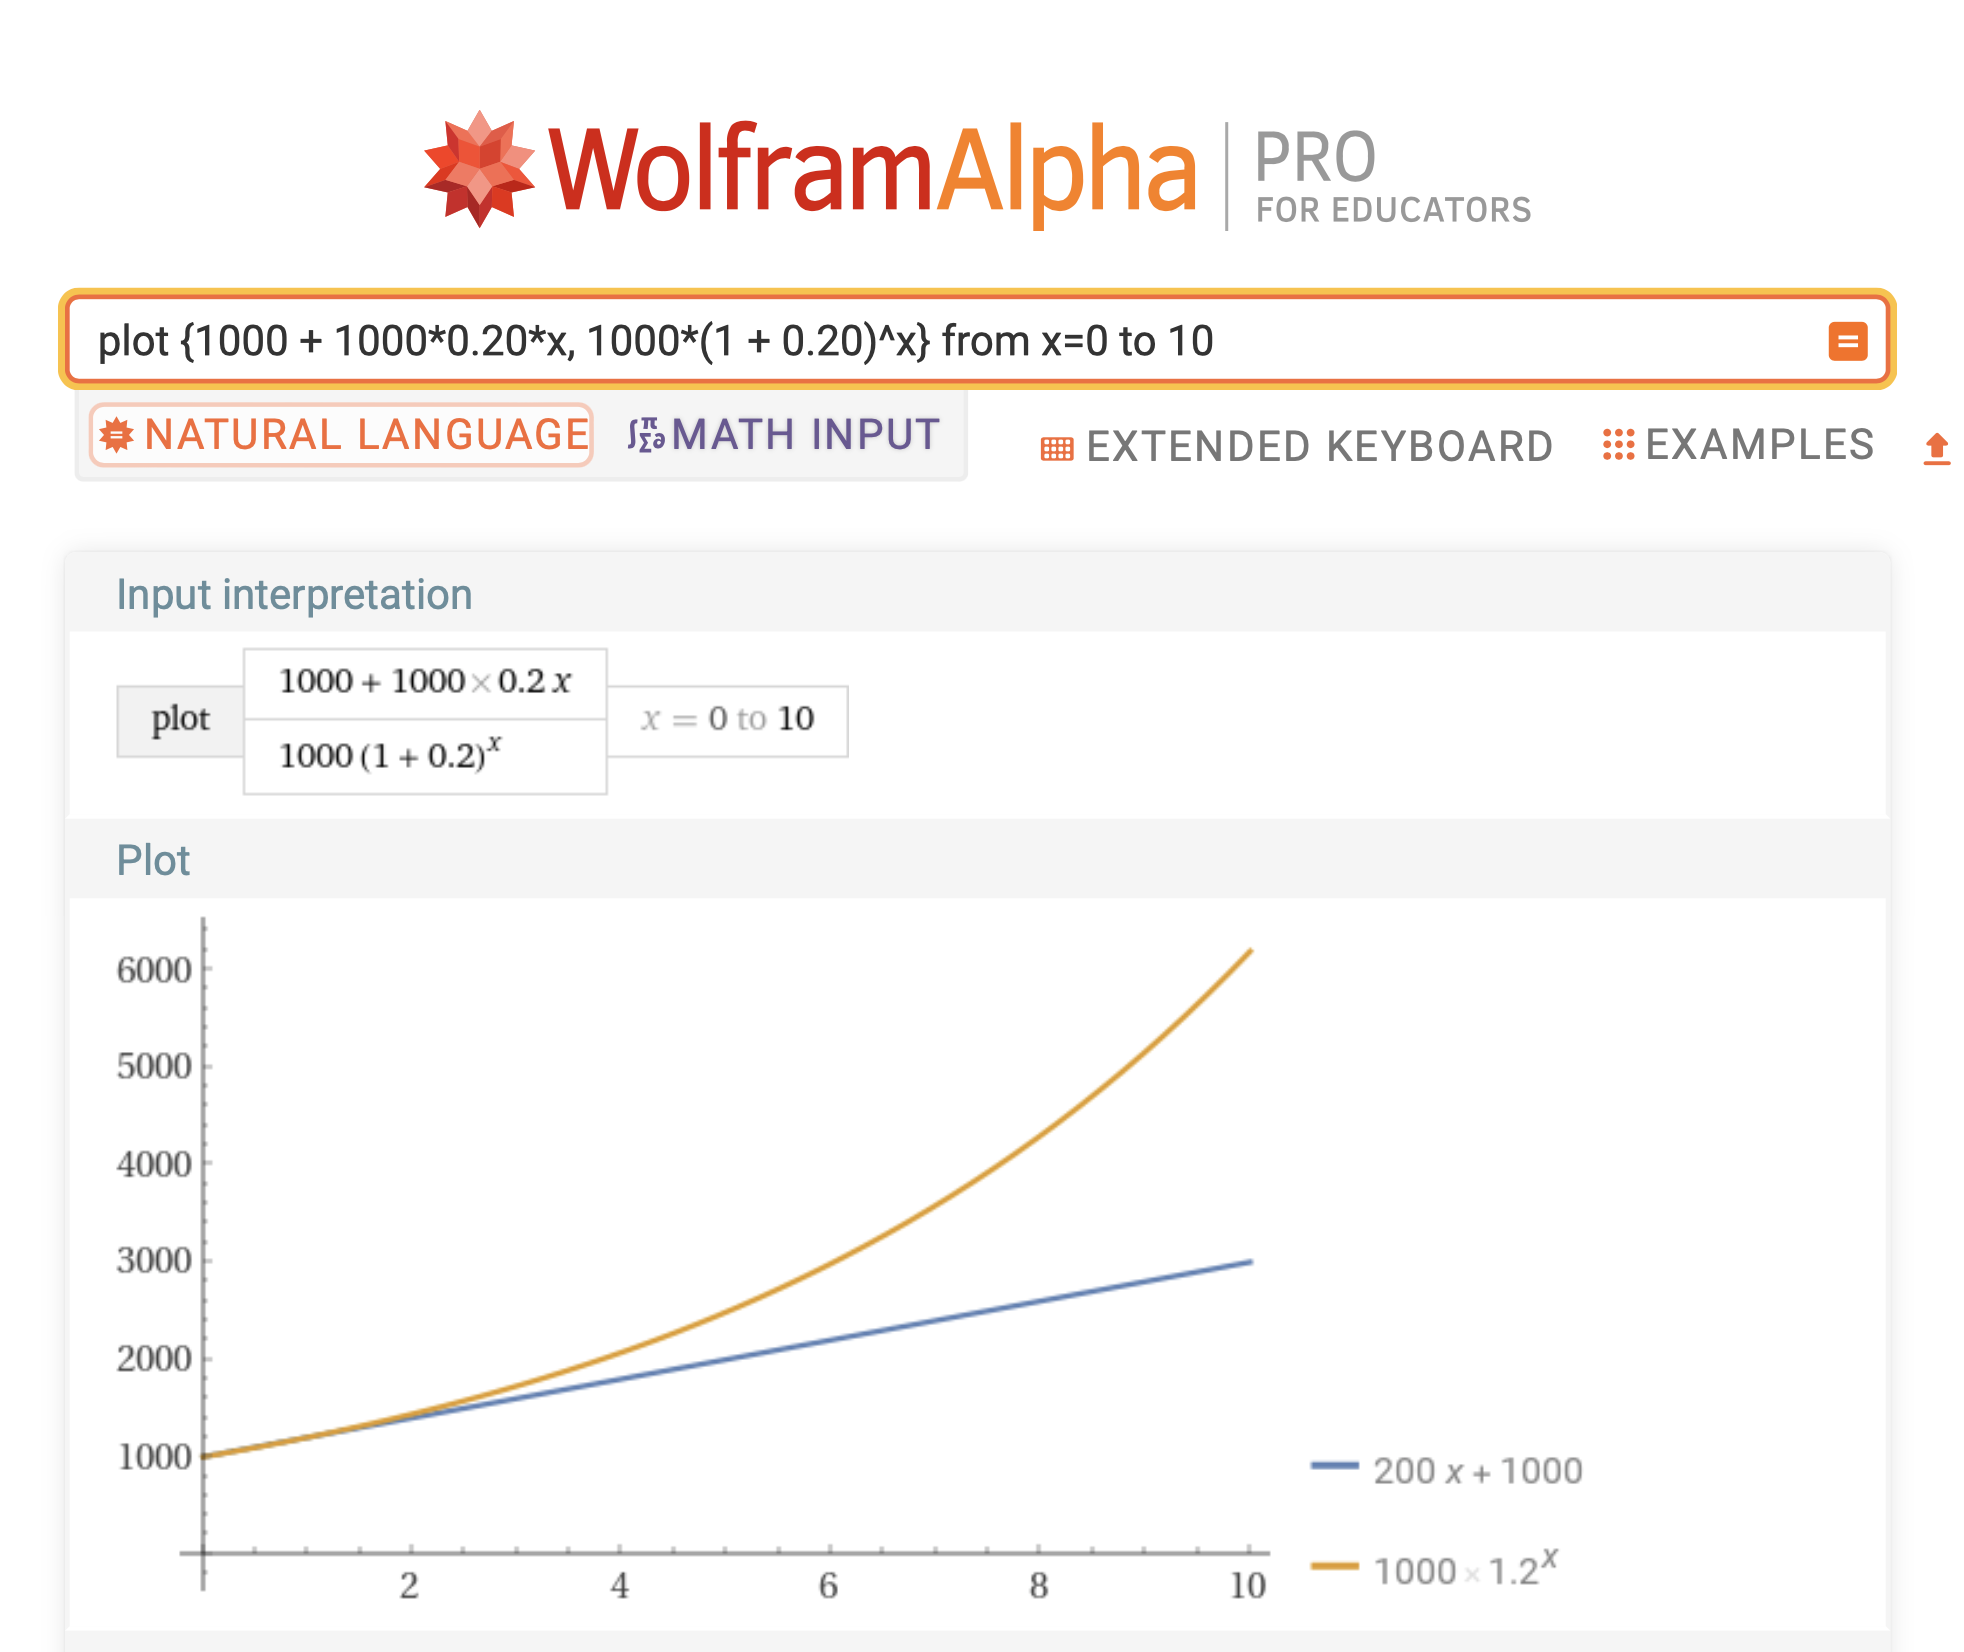 WolframAlpha PRO
FOR EDUCATORS
plot {1000 + 1000*0.20*x, 1000*(1 + 0.20)^x} from x=0 to 10
NATURAL LANGUAGE MATH INPUT EXTENDED KEYBOARD EXAMPLES
Input interpretation
plot
1000 + 1000 × 0.2 x
1000 (1 + 0.2)^x
x = 0 to 10
Plot
6000
5000
4000
3000
2000
1000
2 4 6 8 10
200 x + 1000
1000 × 1.2^x